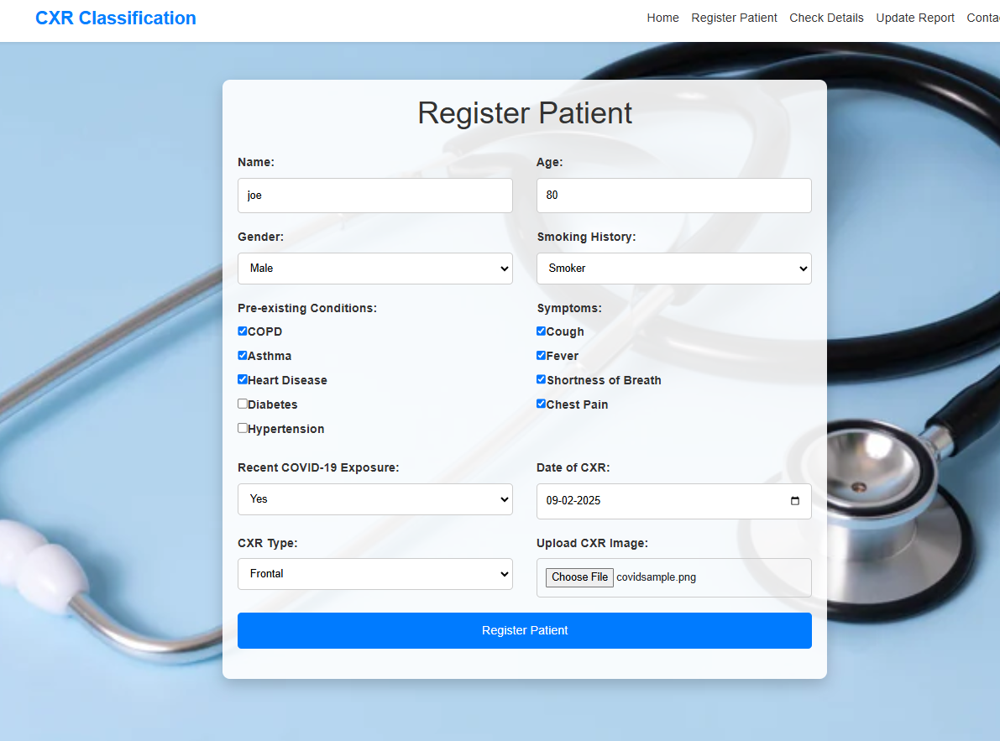 CXR Classification
Home Register Patient Check Details Update Report Conta
Register Patient
Name: Age:
joe 80
Gender: Smoking History:
Male Smoker
Pre-existing Conditions: Symptoms:
COPD Cough
Asthma Fever
Heart Disease Shortness of Breath
Diabetes Chest Pain
Hypertension
Recent COVID-19 Exposure: Date of CXR:
Yes 09-02-2025
CXR Type: Upload CXR Image:
Frontal Choose File covidsample.png
Register Patient